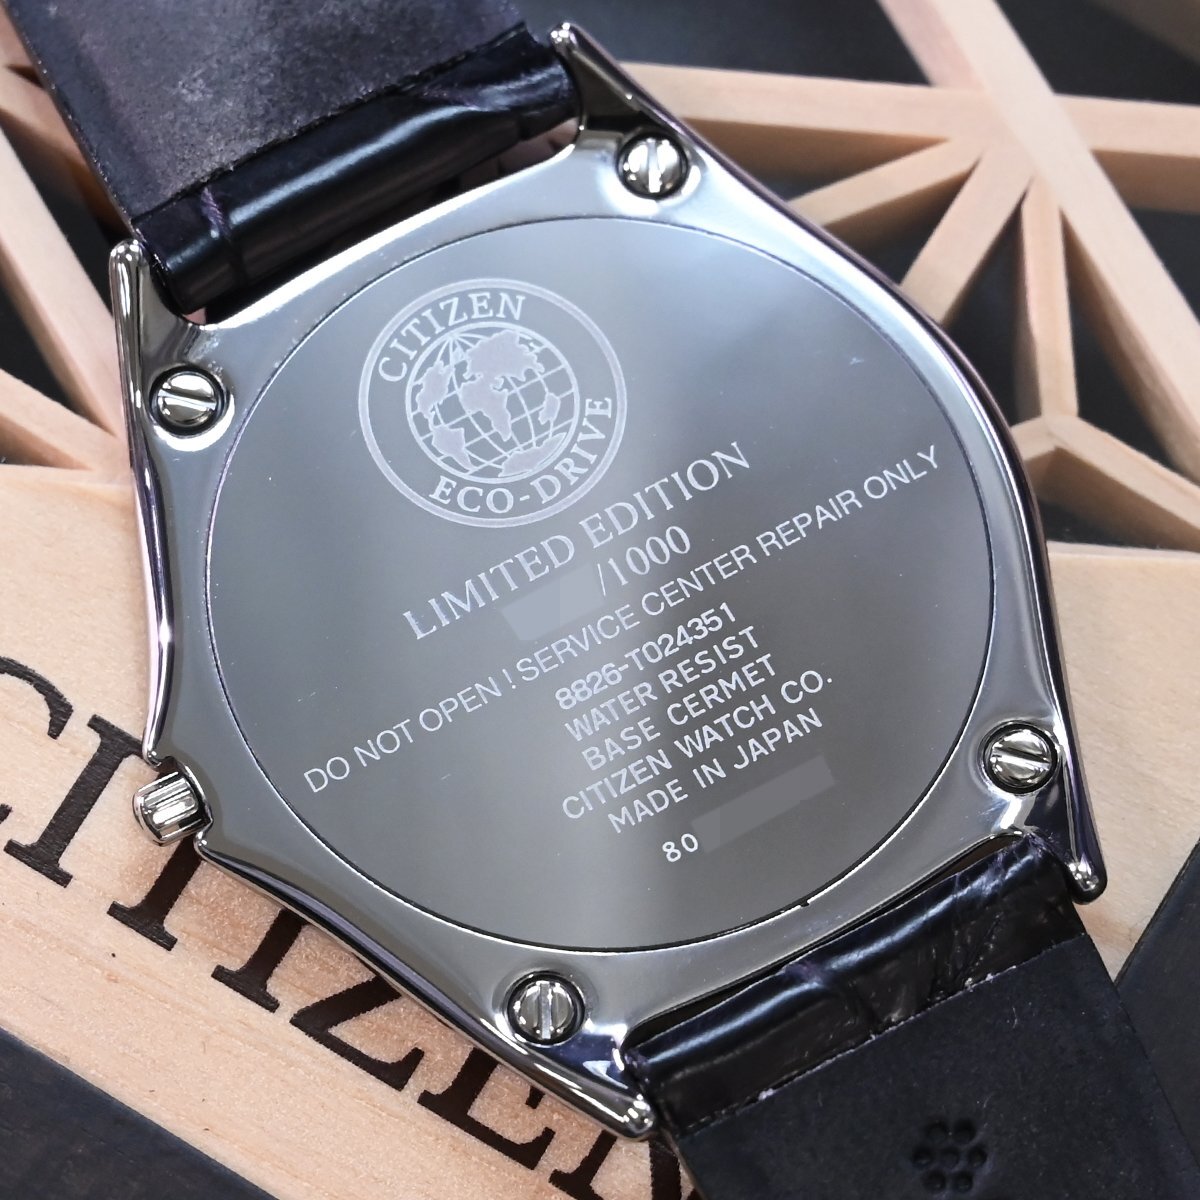 CITIZEN
ECO-DRIVE
LIMITED EDITION
/1000
DO NOT OPEN ! SERVICE CENTER REPAIR ONLY
8826-T024351
WATER RESIST
BASE CERMET
CITIZEN WATCH CO.
MADE IN JAPAN
80
CITIZEN